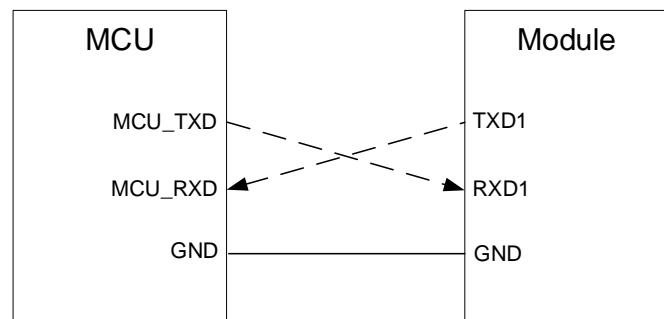 MCU
Module
MCU_TXD
TXD1
MCU_RXD
RXD1
GND
GND